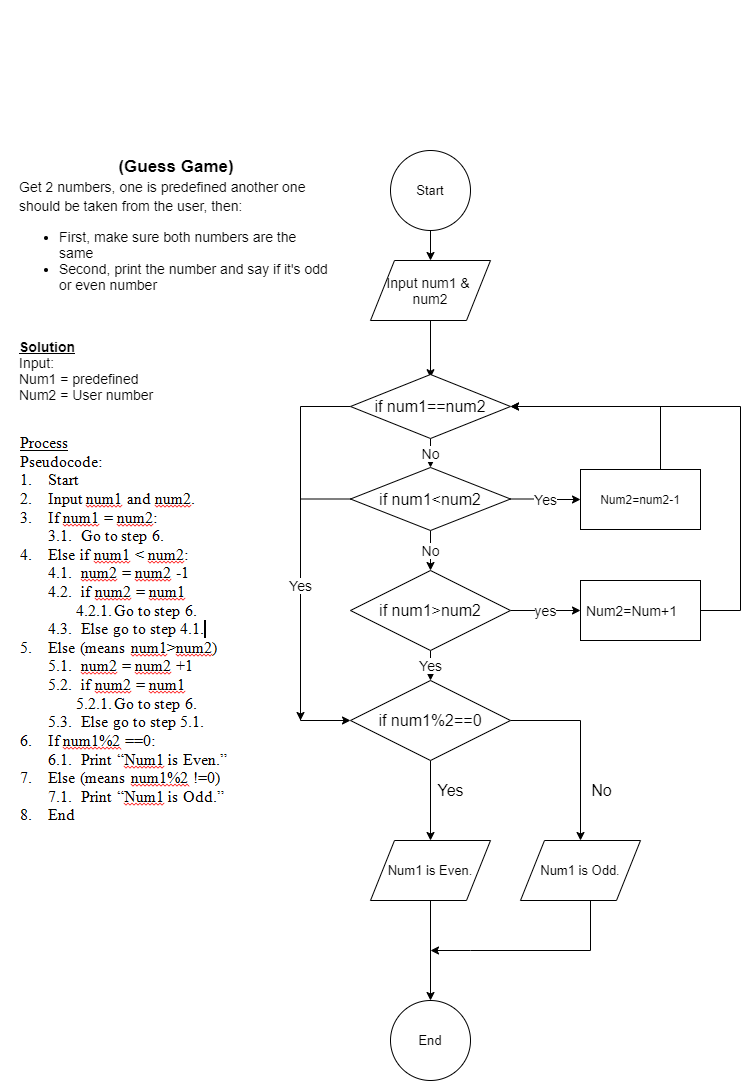 (Guess Game)
Get 2 numbers, one is predefined another one
should be taken from the user, then:
• First, make sure both numbers are the
same
• Second, print the number and say if it's odd
or even number
Solution
Input:
Num1 = predefined
Num2 = User number
Process
Pseudocode:
1. Start
2. Input num1 and num2.
3. If num1 = num2:
3.1. Go to step 6.
4. Else if num1 < num2:
4.1. num2 = num2 -1
4.2. if num2 = num1
4.2.1. Go to step 6.
4.3. Else go to step 4.1.
5. Else (means num1>num2)
5.1. num2 = num2 +1
5.2. if num2 = num1
5.2.1. Go to step 6.
5.3. Else go to step 5.1.
6. If num1%2 ==0:
6.1. Print “Num1 is Even.”
7. Else (means num1%2 !=0)
7.1. Print “Num1 is Odd.”
8. End
Start
Input num1 &
num2
if num1==num2
No
if num1<num2
Yes
Num2=num2-1
No
Yes
if num1>num2
yes
Num2=Num+1
Yes
if num1%2==0
Yes
No
Num1 is Even.
Num1 is Odd.
End